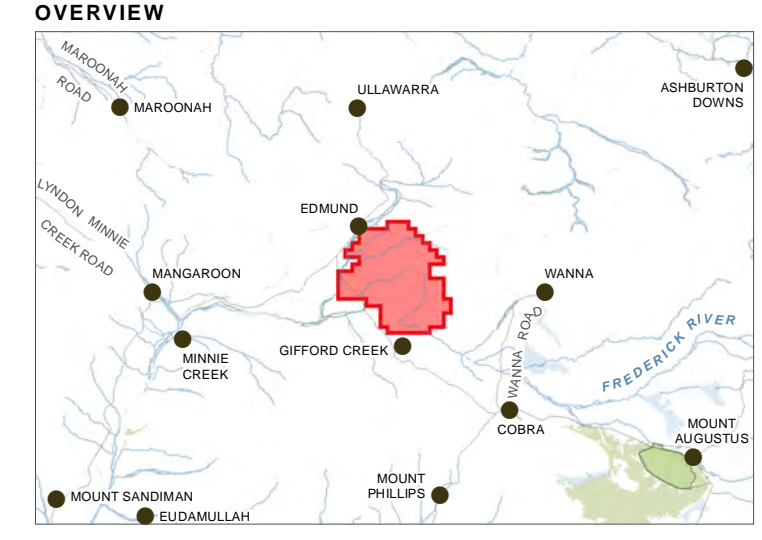 OVERVIEW
MAROONAH
ROAD
MAROONAH
ULLAWARRA
ASHBURTON
DOWNS
LYNDON MINNIE
CREEK ROAD
EDMUND
MANGAROON
WANNA
MINNIE
CREEK
GIFFORD CREEK
WANNA ROAD
FREDERICK RIVER
COBRA
MOUNT
AUGUSTUS
MOUNT
PHILLIPS
MOUNT SANDIMAN
EUDAMULLAH